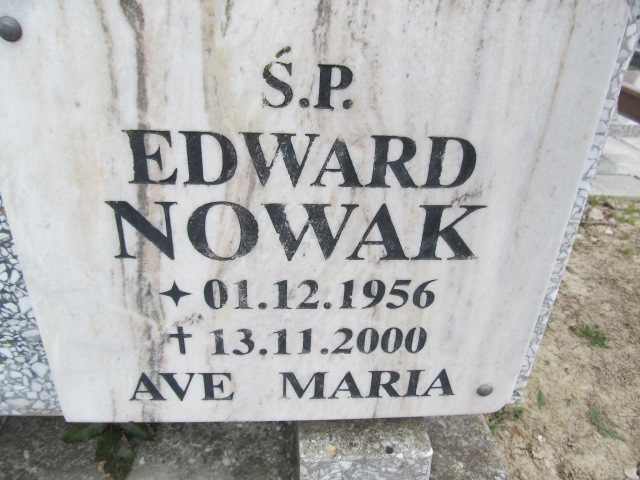 Ś.P.
EDWARD
NOWAK
✦ 01.12.1956
✝ 13.11.2000
AVE MARIA